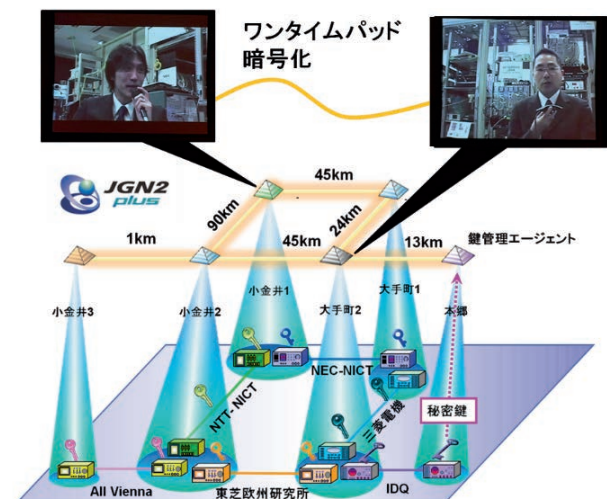 ワンタイムパッド
暗号化
JGN2
plus
45km
90km
24km
1km
45km
13km
鍵管理エージェント
小金井3
小金井2
小金井1
大手町2
大手町1
本郷
NEC-NICT
NTT-NICT
三菱電機
秘密鍵
All Vienna
東芝欧州研究所
IDQ